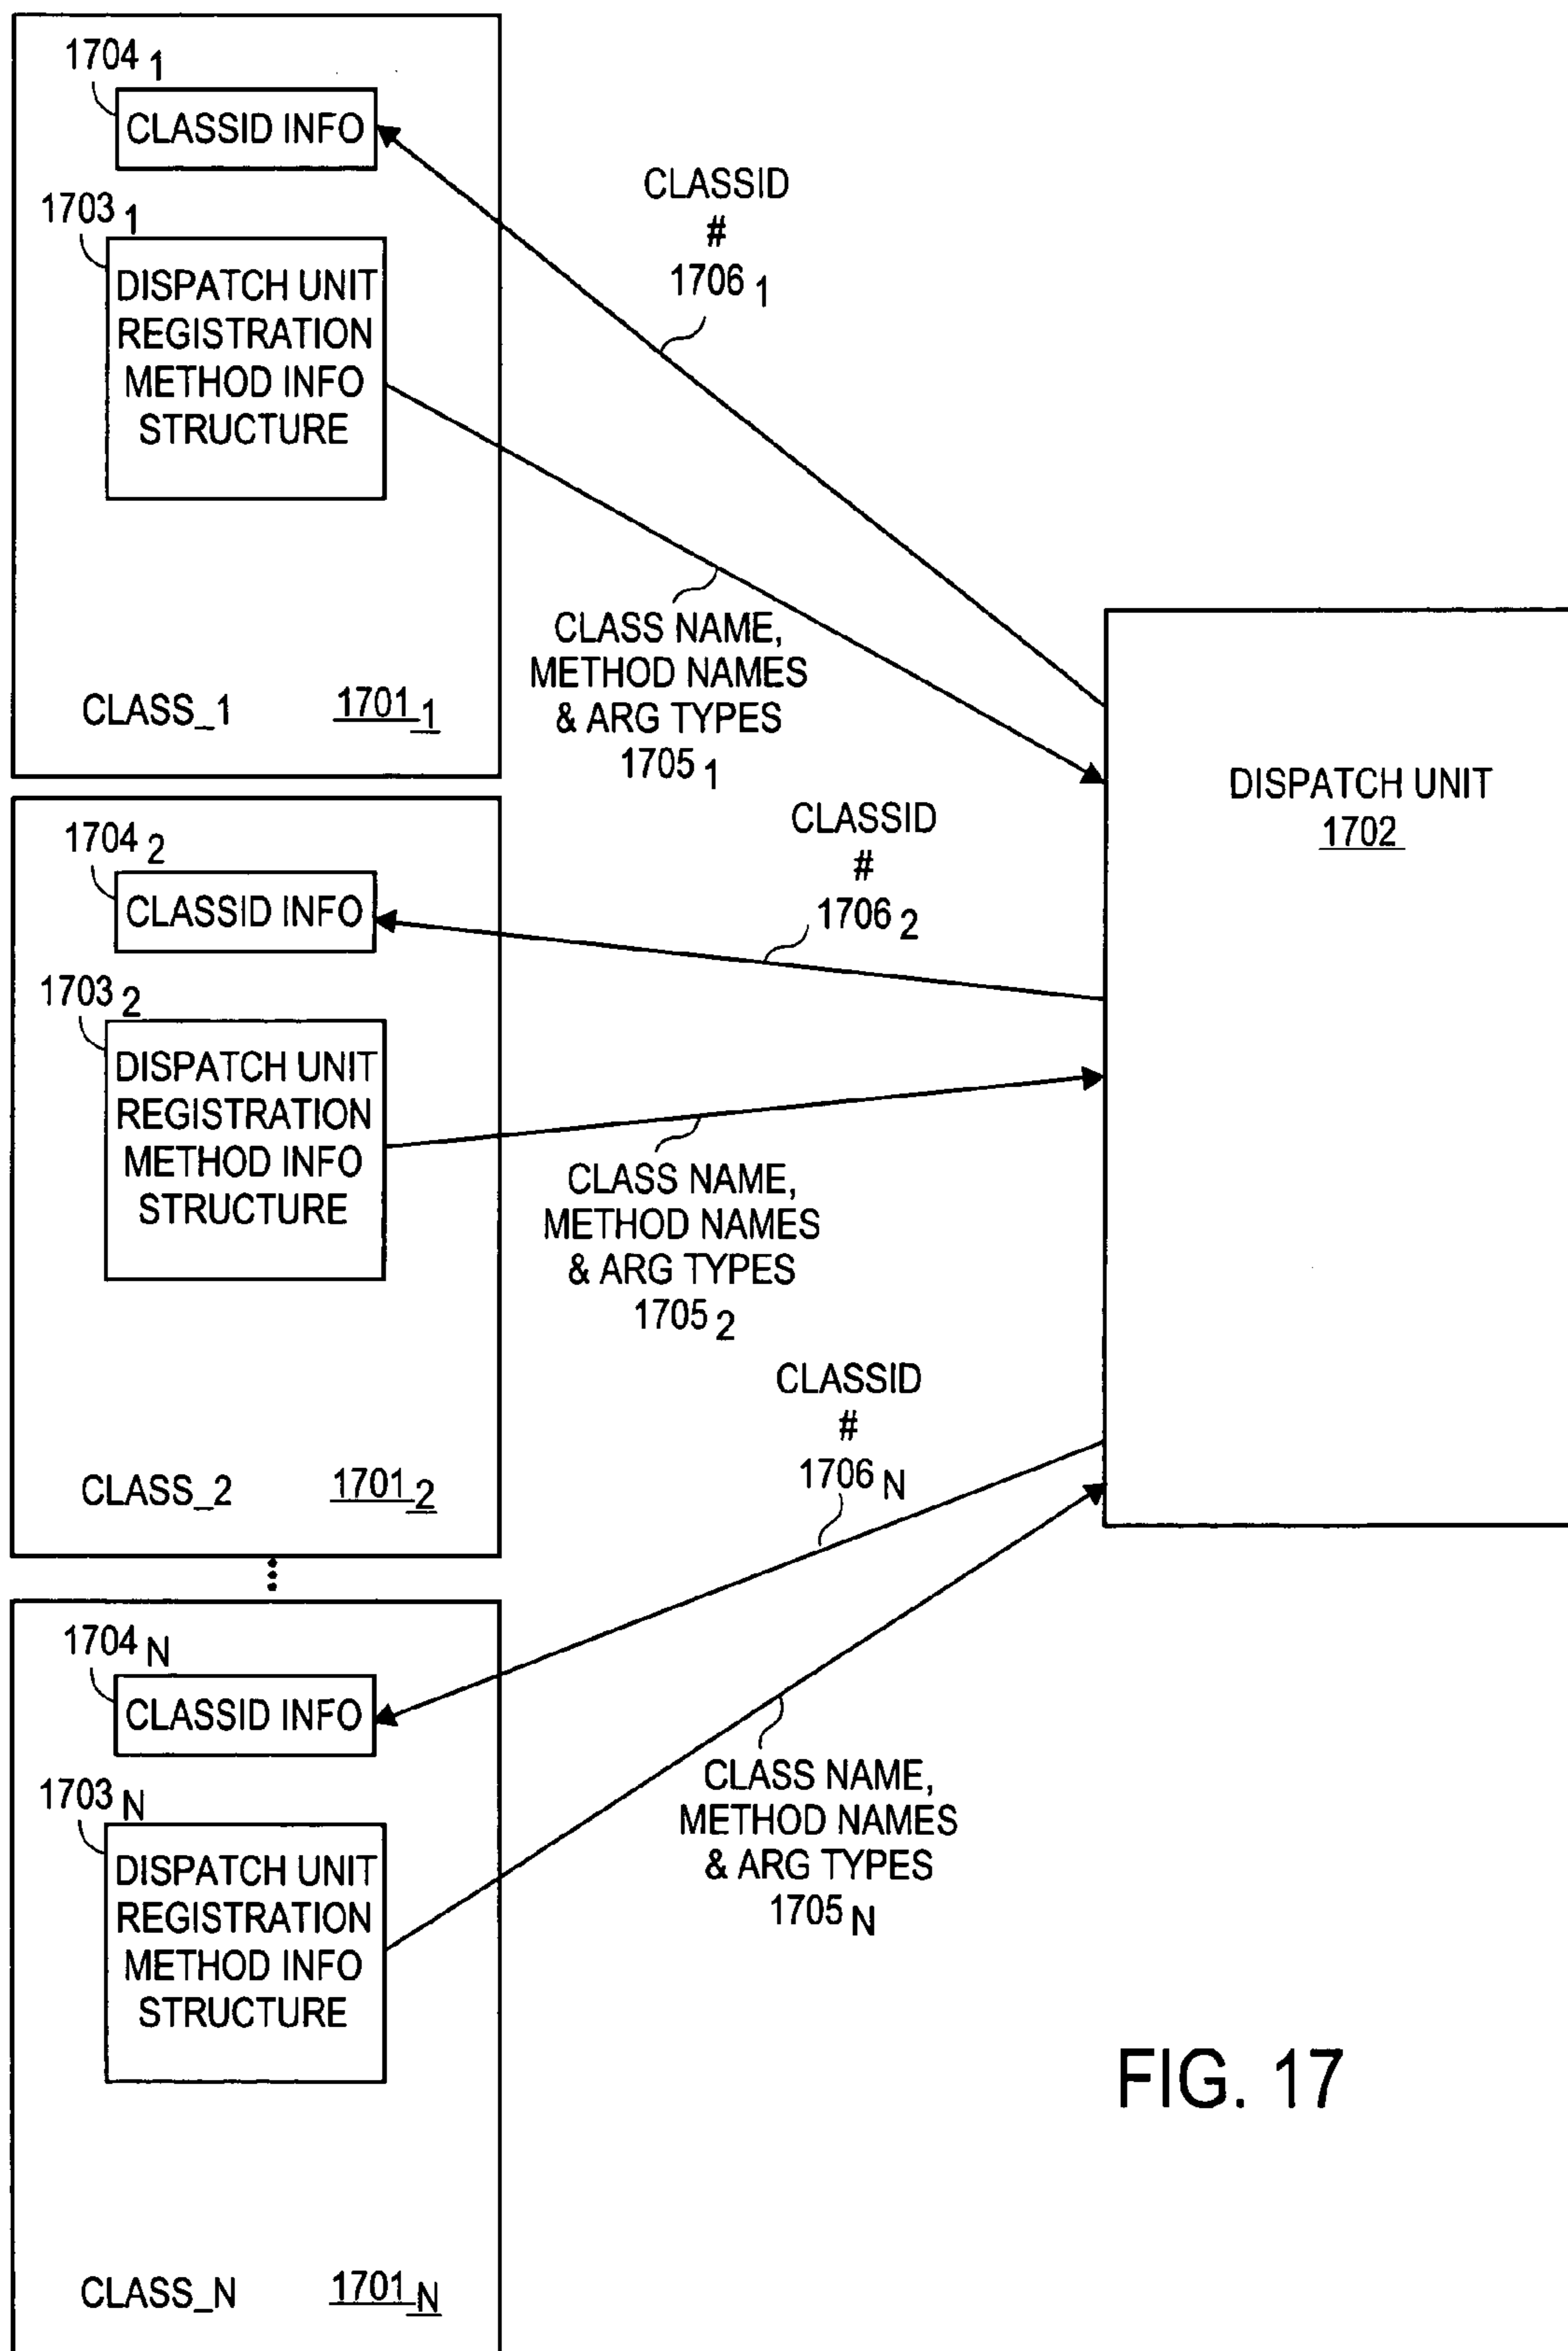 1704 1
CLASSID INFO
1703 1
DISPATCH UNIT
REGISTRATION
METHOD INFO
STRUCTURE
CLASS_1 1701 1
CLASSID
#
1706 1
CLASS NAME,
METHOD NAMES
& ARG TYPES
1705 1
DISPATCH UNIT
1702
1704 2
CLASSID INFO
1703 2
DISPATCH UNIT
REGISTRATION
METHOD INFO
STRUCTURE
CLASS_2 1701 2
CLASSID
#
1706 2
CLASS NAME,
METHOD NAMES
& ARG TYPES
1705 2
CLASSID
#
1706 N
1704 N
CLASSID INFO
1703 N
DISPATCH UNIT
REGISTRATION
METHOD INFO
STRUCTURE
CLASS_N 1701 N
CLASS NAME,
METHOD NAMES
& ARG TYPES
1705 N
FIG. 17